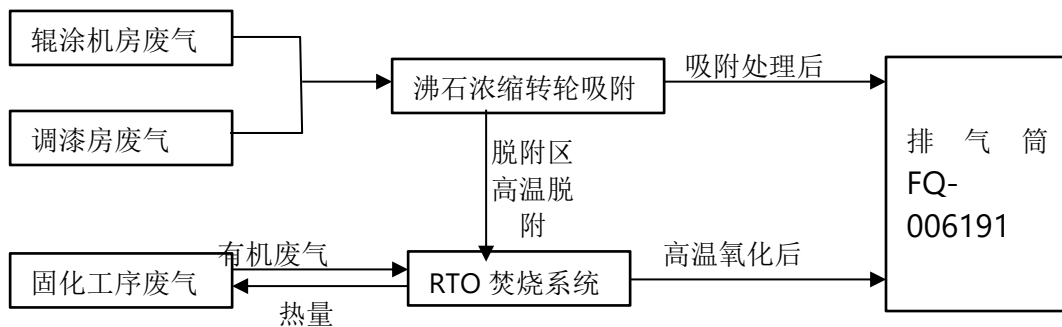 辊涂机房废气
调漆房废气
沸石浓缩转轮吸附
吸附处理后
脱附区
高温脱
附
排气筒
FQ-
006191
固化工序废气
有机废气
热量
RTO 焚烧系统
高温氧化后